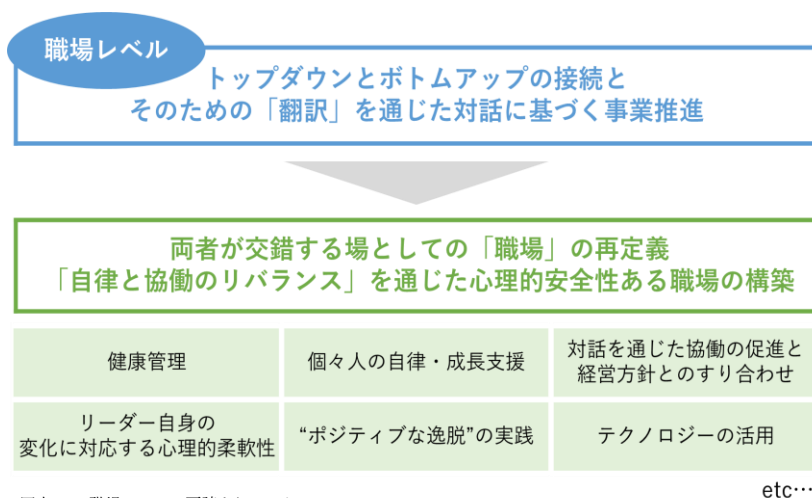 職場レベル
トップダウンとボトムアップの接続と
そのための「翻訳」を通じた対話に基づく事業推進
両者が交錯する場としての「職場」の再定義
「自律と協働のリバランス」を通じた心理的安全性ある職場の構築
健康管理
個々人の自律・成長支援
対話を通じた協働の促進と
経営方針とのすり合わせ
リーダー自身の
変化に対応する心理的柔軟性
“ポジティブな逸脱”の実践
テクノロジーの活用
etc…